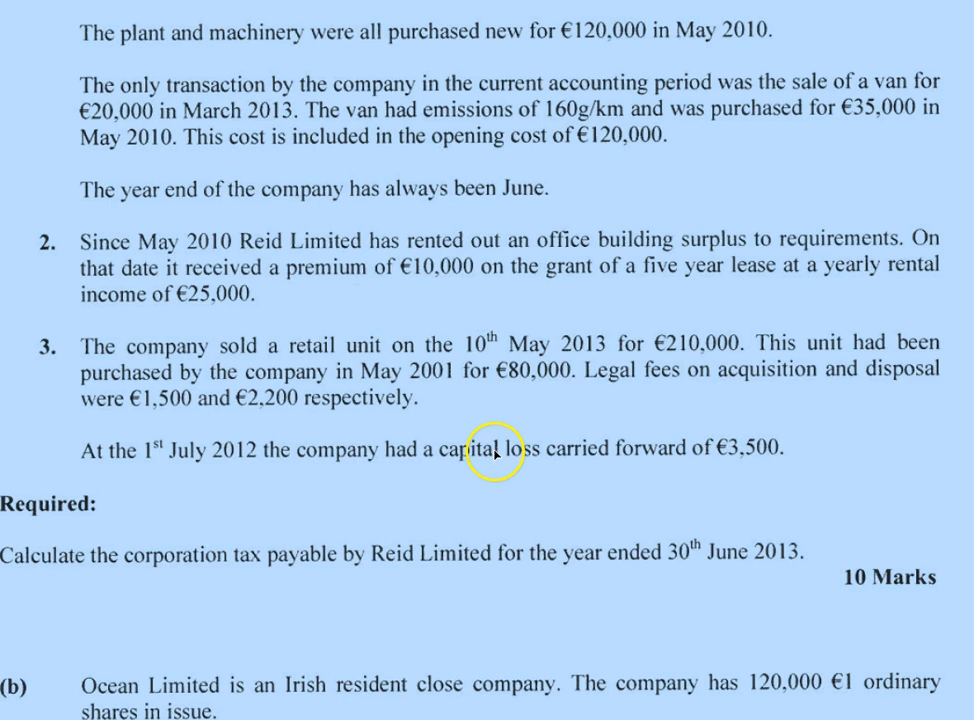 The plant and machinery were all purchased new for €120,000 in May 2010.
The only transaction by the company in the current accounting period was the sale of a van for
€20,000 in March 2013. The van had emissions of 160g/km and was purchased for €35,000 in
May 2010. This cost is included in the opening cost of €120,000.
The year end of the company has always been June.
2. Since May 2010 Reid Limited has rented out an office building surplus to requirements. On
that date it received a premium of €10,000 on the grant of a five year lease at a yearly rental
income of €25,000.
3. The company sold a retail unit on the 10th May 2013 for €210,000. This unit had been
purchased by the company in May 2001 for €80,000. Legal fees on acquisition and disposal
were €1,500 and €2,200 respectively.
At the 1st July 2012 the company had a capital loss carried forward of €3,500.
Required:
Calculate the corporation tax payable by Reid Limited for the year ended 30th June 2013.
10 Marks
(b) Ocean Limited is an Irish resident close company. The company has 120,000 €1 ordinary
shares in issue.